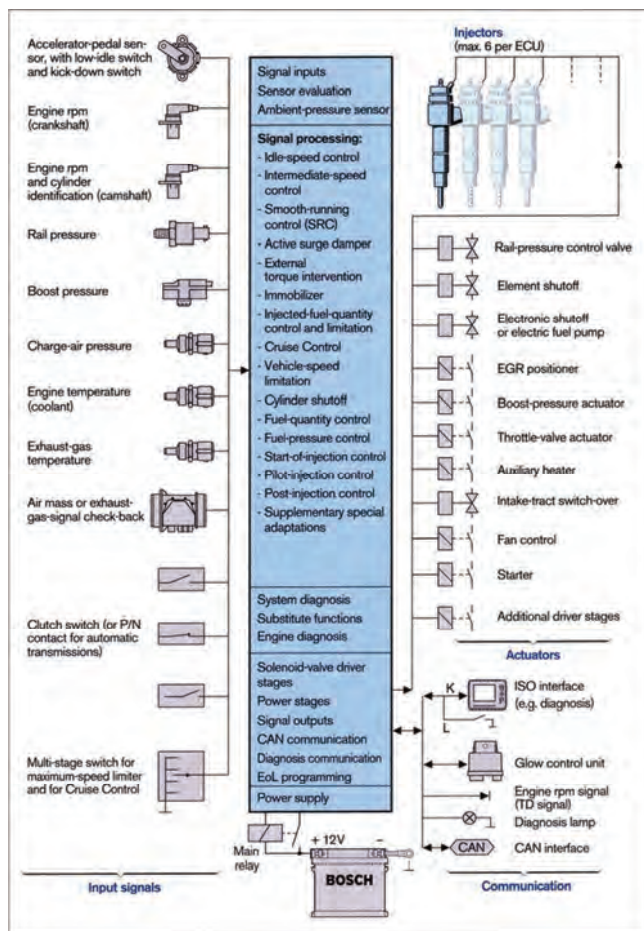 Accelerator-pedal sen-
sor, with low-idle switch
and kick-down switch
Engine rpm
(crankshaft)
Engine rpm
and cylinder
identification (camshaft)
Rail pressure
Boost pressure
Charge-air pressure
Engine temperature
(coolant)
Exhaust-gas
temperature
Air mass or exhaust-
gas-signal check-back
Clutch switch (or P/N
contact for automatic
transmissions)
Multi-stage switch for
maximum-speed limiter
and for Cruise Control
Input signals
Signal inputs
Sensor evaluation
Ambient-pressure sensor
Signal processing:
- Idle-speed control
- Intermediate-speed
control
- Smooth-running
control (SRC)
- Active surge damper
- External
torque intervention
- Immobilizer
- Injected-fuel-quantity
control and limitation
- Cruise Control
- Vehicle-speed
limitation
- Cylinder shutoff
- Fuel-quantity control
- Fuel-pressure control
- Start-of-injection control
- Pilot-injection control
- Post-injection control
- Supplementary special
adaptations
System diagnosis
Substitute functions
Engine diagnosis
Solenoid-valve driver
stages
Power stages
Signal outputs
CAN communication
Diagnosis communication
EoL programming
Power supply
Main
relay
+ 12V −
BOSCH
Injectors
(max. 6 per ECU)
Rail-pressure control valve
Element shutoff
Electronic shutoff
or electric fuel pump
EGR positioner
Boost-pressure actuator
Throttle-valve actuator
Auxiliary heater
Intake-tract switch-over
Fan control
Starter
Additional driver stages
Actuators
K
L
ISO interface
(e.g. diagnosis)
Glow control unit
Engine rpm signal
(TD signal)
Diagnosis lamp
CAN
CAN interface
Communication